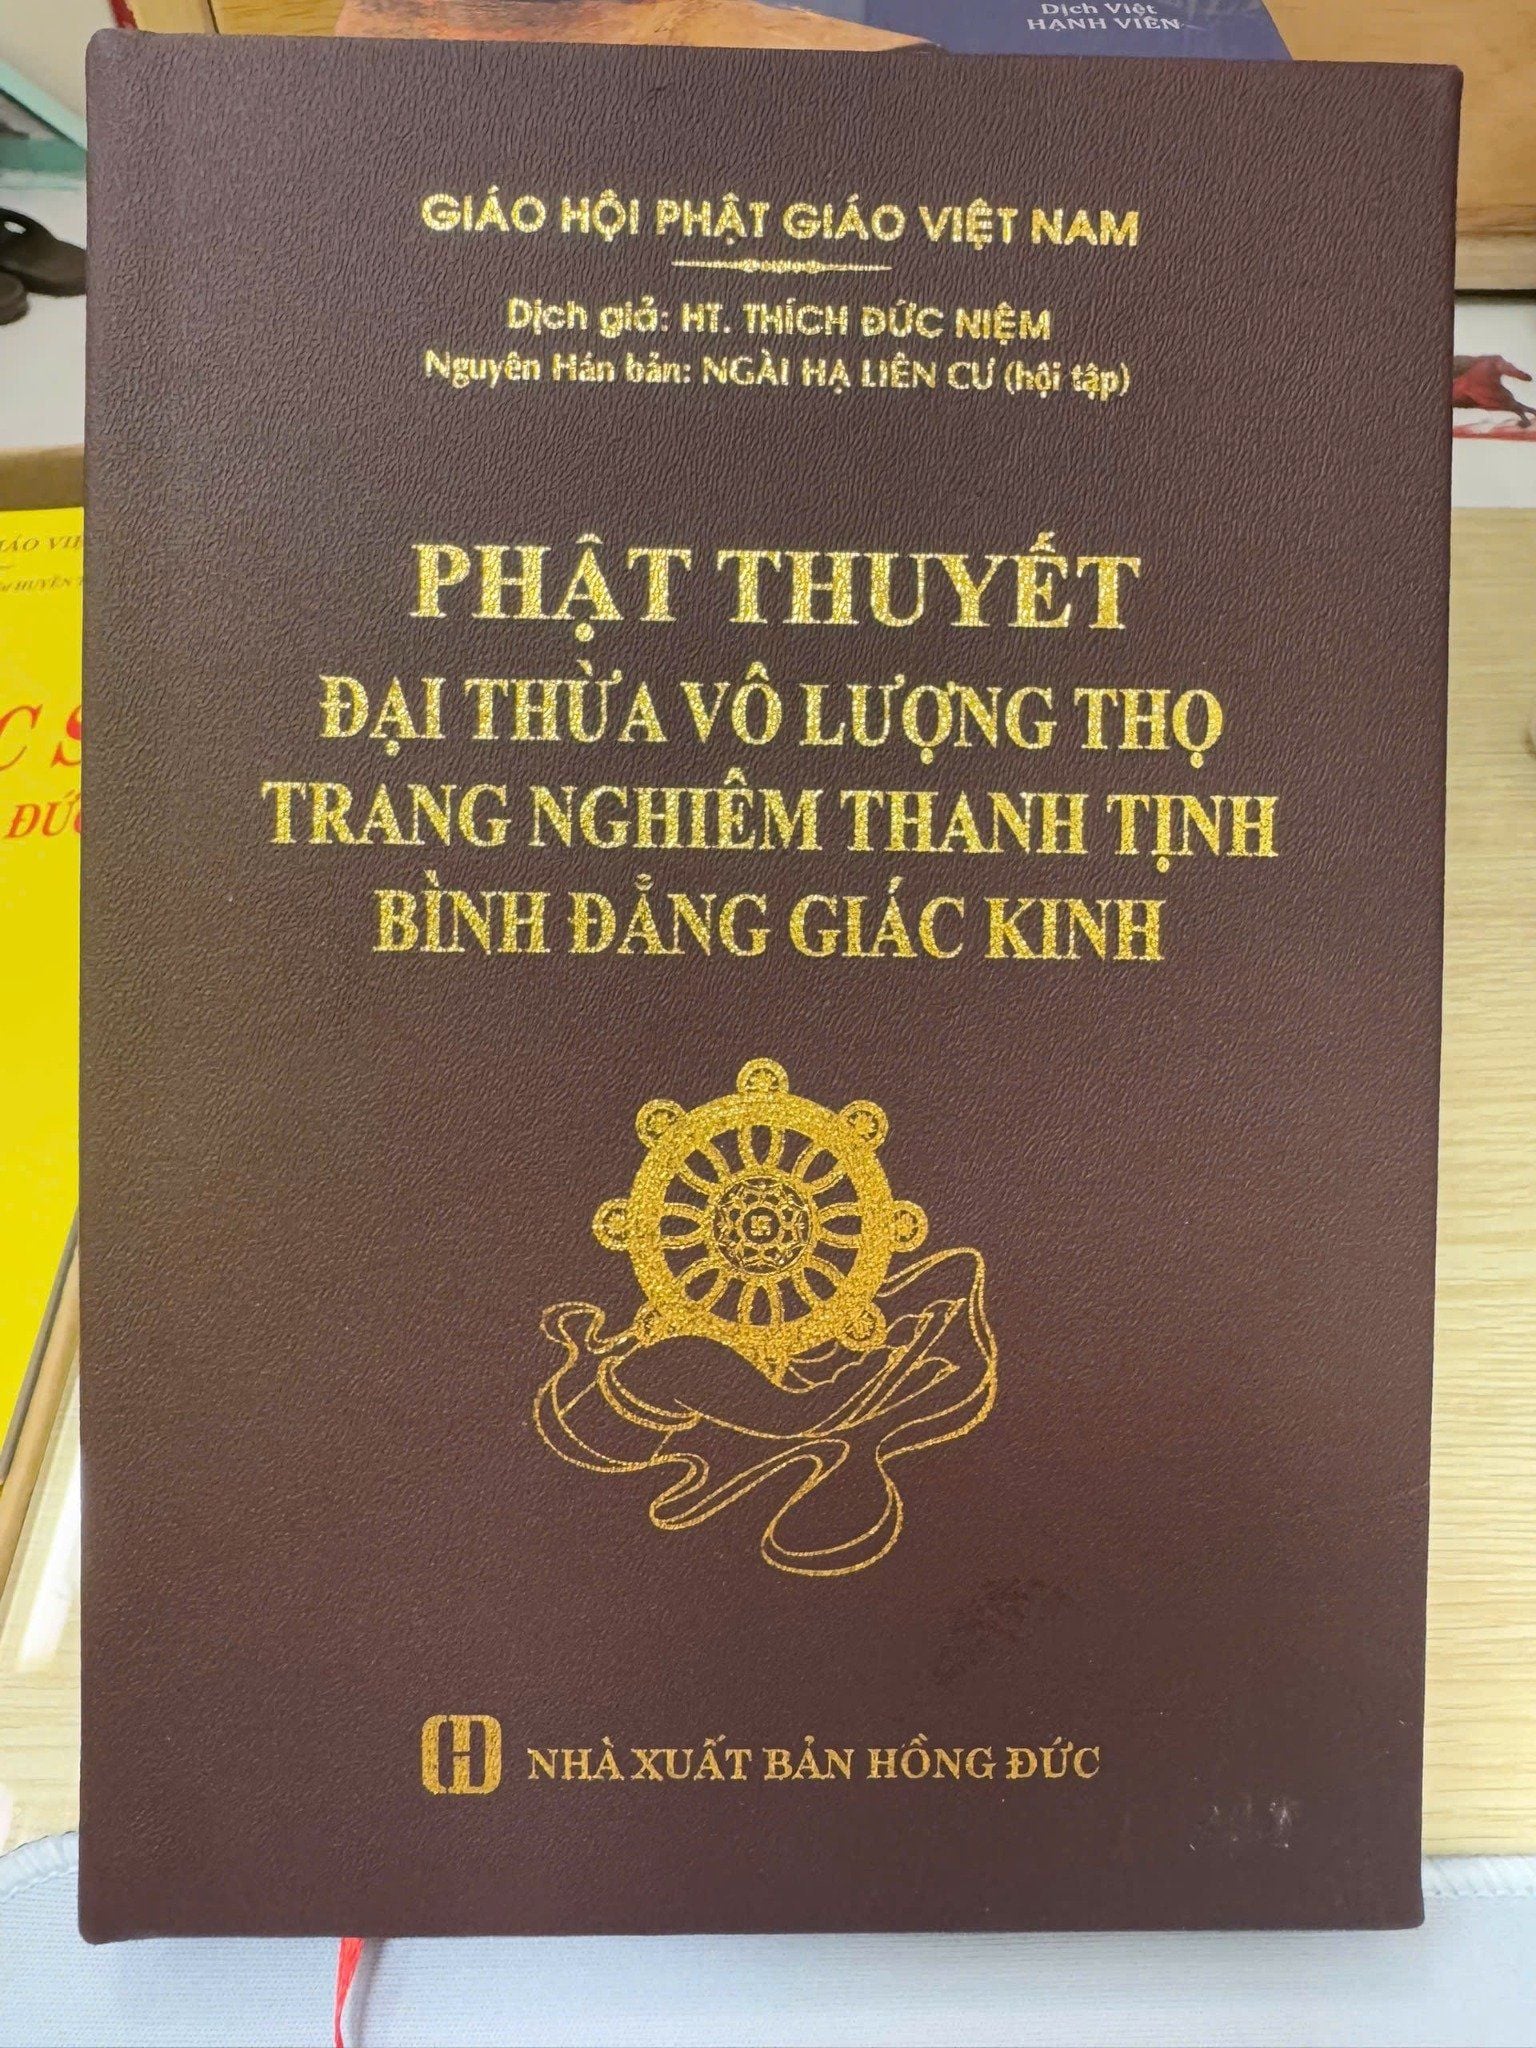 Dịch Việt
HẠNH VIÊN
GIÁO HỘI PHẬT GIÁO VIỆT NAM
Dịch giả: HT. THÍCH ĐỨC NIỆM
Nguyên Hán bản: NGÀI HẠ LIÊN CƯ (hội tập)
PHẬT THUYẾT
ĐẠI THỪA VÔ LƯỢNG THỌ
TRANG NGHIÊM THANH TỊNH
BÌNH ĐẲNG GIÁC KINH
NHÀ XUẤT BẢN HỒNG ĐỨC